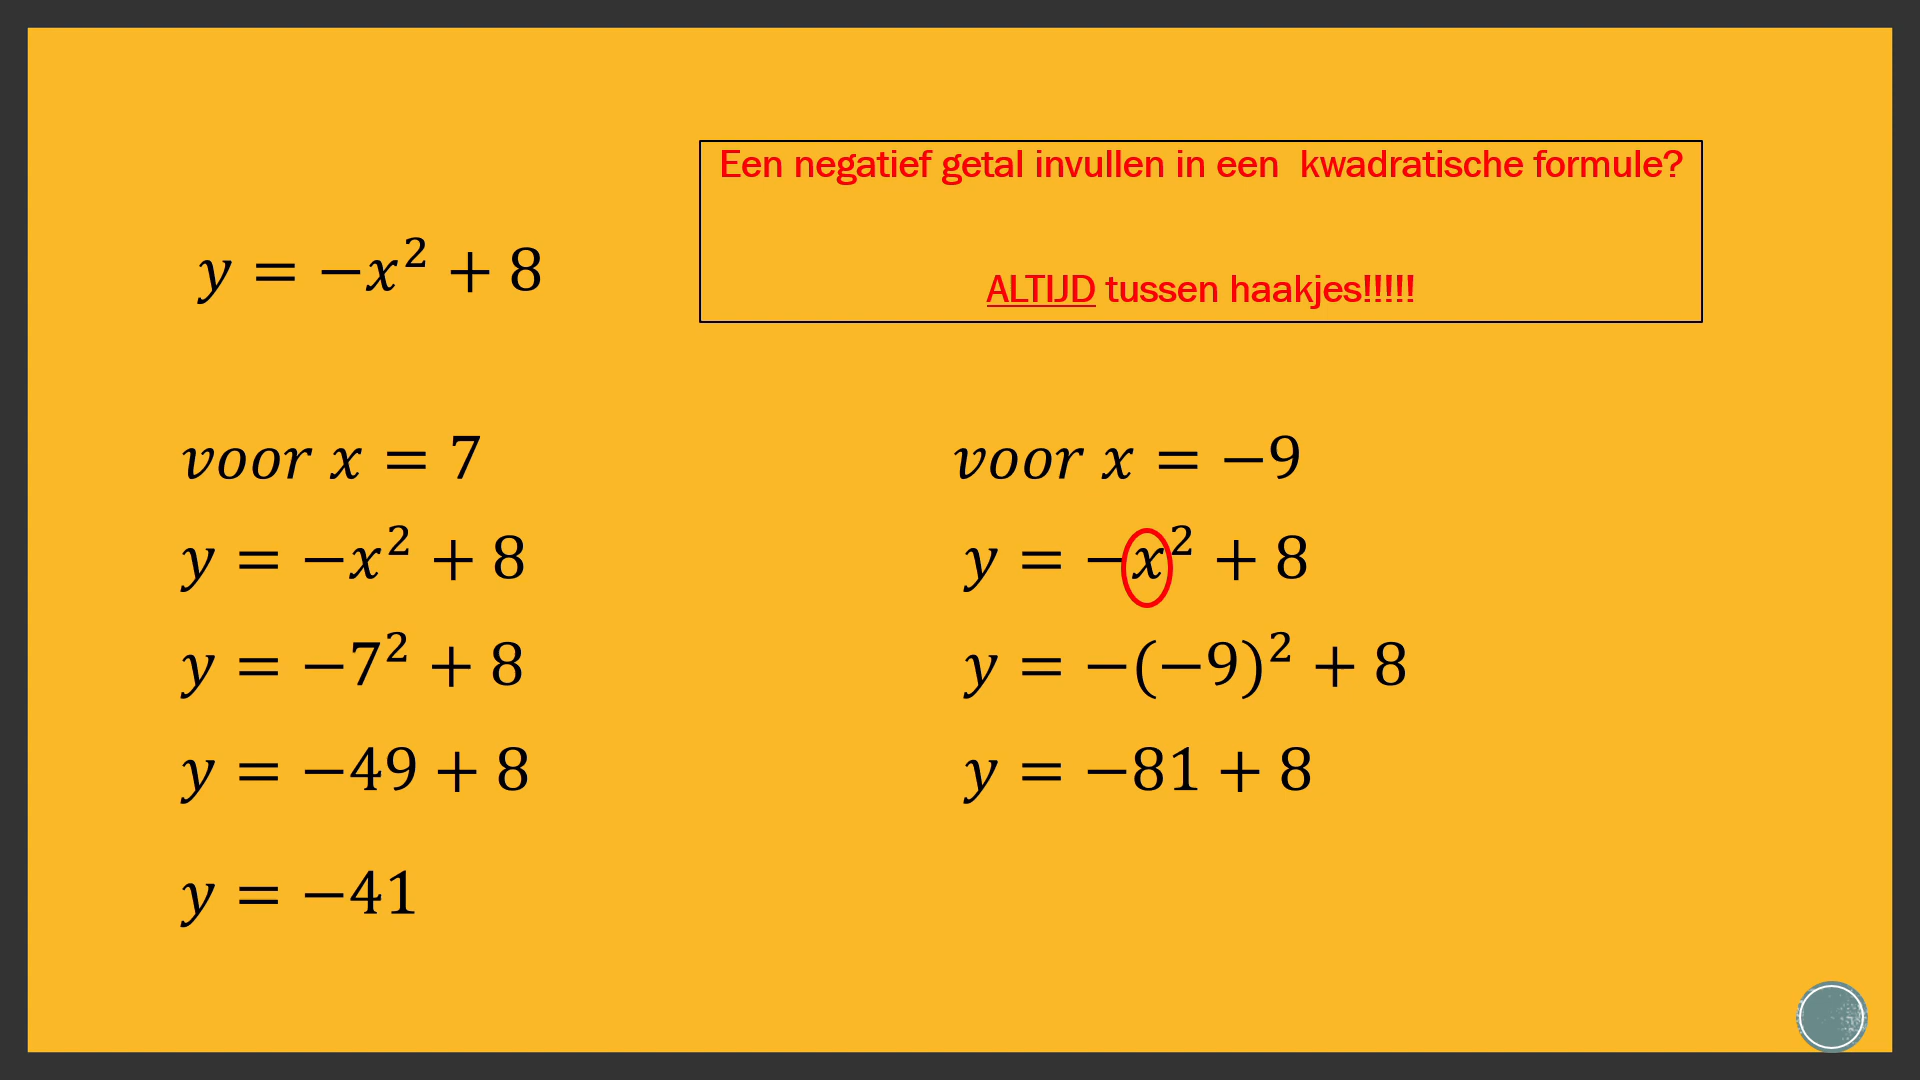 Een negatief getal invullen in een  kwadratische formule?
ALTIJD tussen haakjes!!!!!
y = −x² + 8
voor x = 7
y = −x² + 8
y = −7² + 8
y = −49 + 8
y = −41
voor x = −9
y = −x² + 8
y = −(−9)² + 8
y = −81 + 8